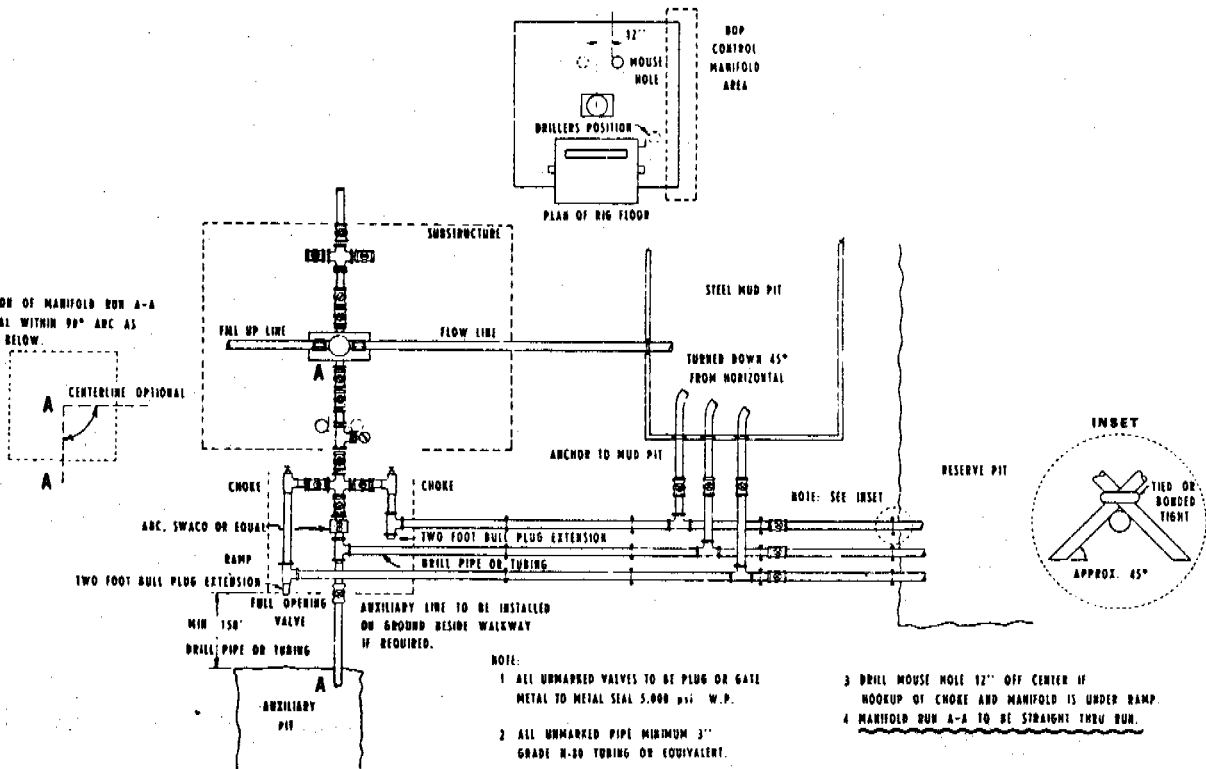 12''
MOUSE
HOLE
BOP
CONTROL
MANIFOLD
AREA
DRILLERS POSITION
PLAN OF RIG FLOOR
SUBSTRUCTURE
OF MANIFOLD RUN A-A
WITHIN 90° ARC AS
BELOW.
FILL UP LINE
FLOW LINE
A
STEEL MUD PIT
TURNED DOWN 45°
FROM HORIZONTAL
A
CENTERLINE OPTIONAL
A
ANCHOR TO MUD PIT
NOTE: SEE INSET
RESERVE PIT
INSET
TIED OR
BONDED
TIGHT
APPROX. 45°
CHOKE
CHOKE
ABC, SWACO OR EQUAL
TWO FOOT BULL PLUG EXTENSION
DRILL PIPE OR TUBING
RAMP
TWO FOOT BULL PLUG EXTENSION
FULL OPENING
VALVE
MIN 150'
DRILL PIPE OR TUBING
AUXILIARY LINE TO BE INSTALLED
ON GROUND BESIDE WALKWAY
IF REQUIRED.
A
AUXILIARY
PIT
NOTE:
1 ALL UNMARKED VALVES TO BE PLUG OR GATE
METAL TO METAL SEAL 5,000 psi W.P.
2 ALL UNMARKED PIPE MINIMUM 3''
GRADE N-80 TUBING OR EQUIVALENT.
3 DRILL MOUSE HOLE 12'' OFF CENTER IF
HOOKUP OF CHOKE AND MANIFOLD IS UNDER RAMP.
4 MANIFOLD RUN A-A TO BE STRAIGHT THRU RUN.